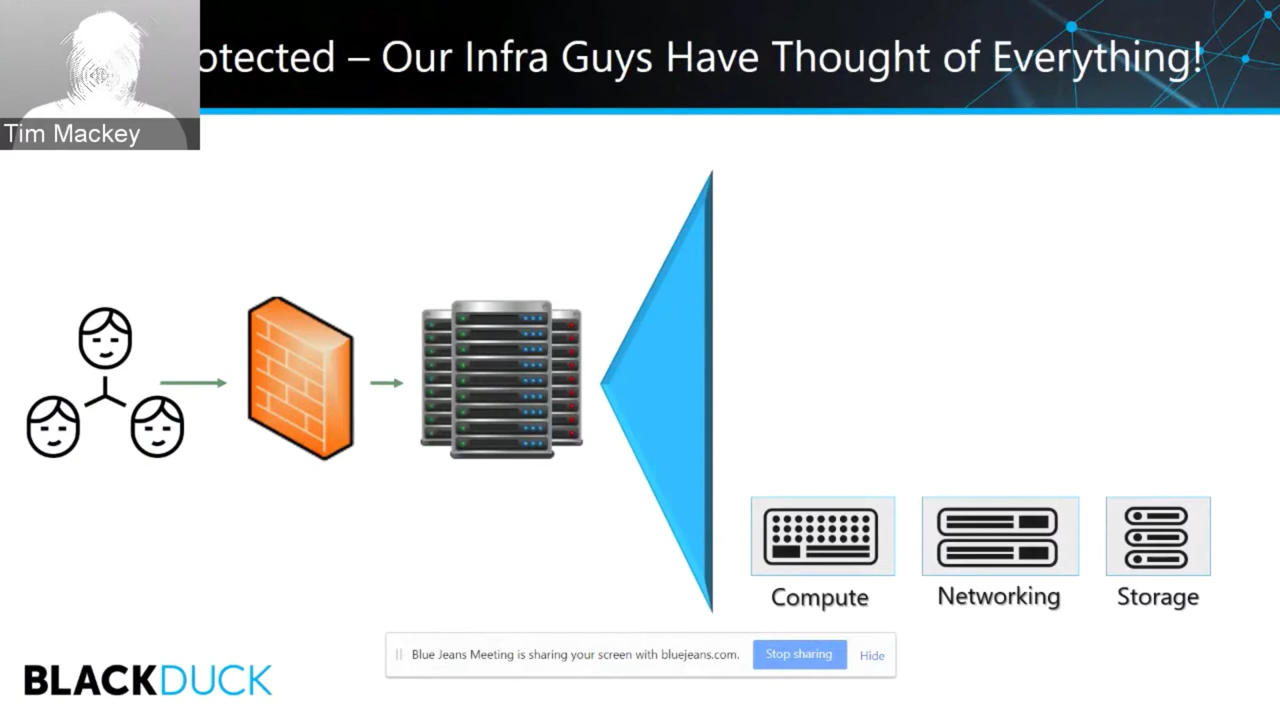 otected – Our Infra Guys Have Thought of Everything!
Tim Mackey
Compute
Networking
Storage
Blue Jeans Meeting is sharing your screen with bluejeans.com.
Stop sharing
Hide
BLACKDUCK